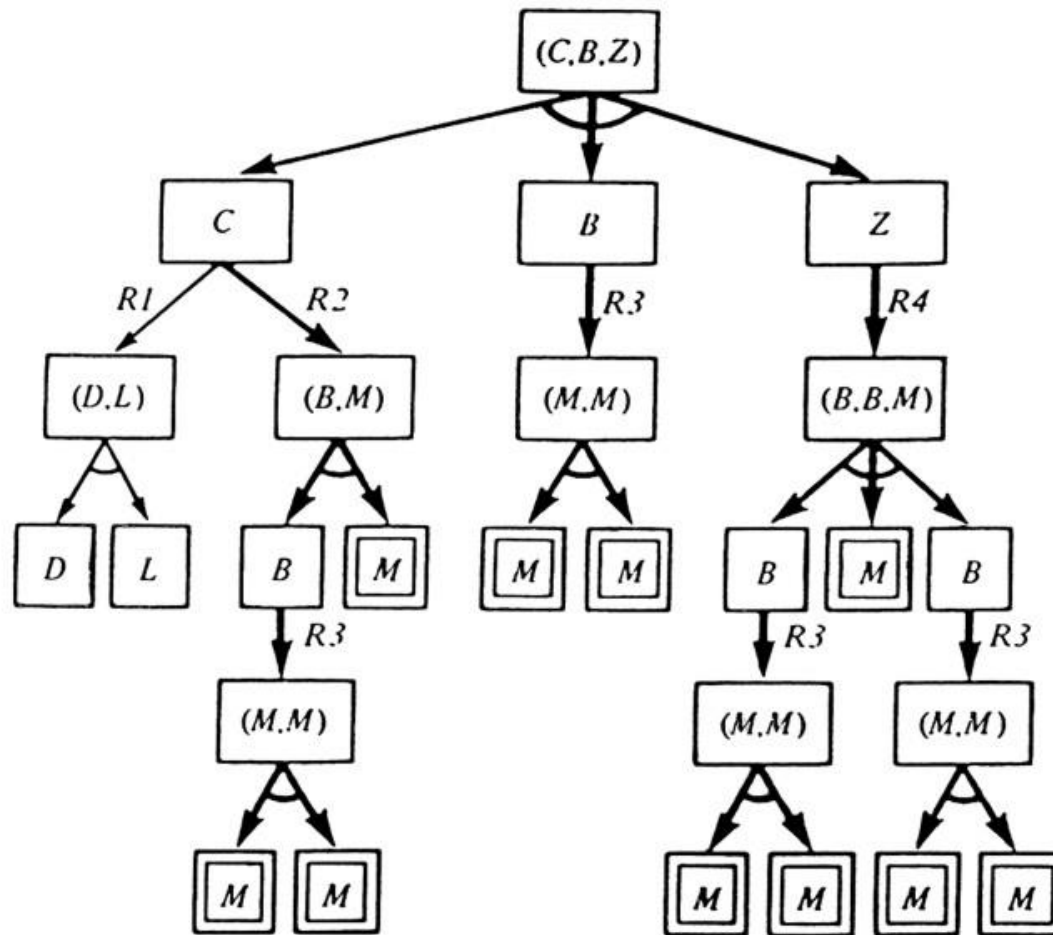 (C,B,Z)
C B Z
R1 R2 R3 R4
(D,L) (B,M) (M,M) (B,B,M)
D L B M M M B M B
R3 R3 R3
(M,M) (M,M) (M,M)
M M M M M M